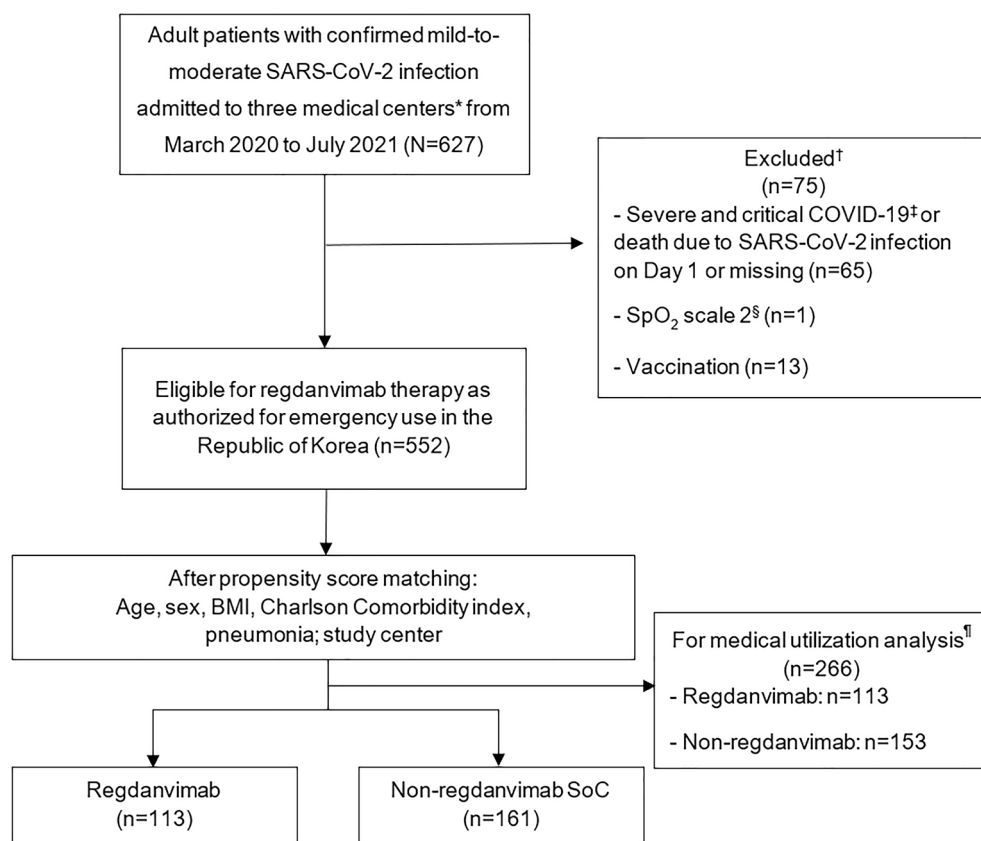 Adult patients with confirmed mild-to-
moderate SARS-CoV-2 infection
admitted to three medical centers* from
March 2020 to July 2021 (N=627)
Excluded†
(n=75)
- Severe and critical COVID-19‡ or
death due to SARS-CoV-2 infection
on Day 1 or missing (n=65)
- SpO₂ scale 2§ (n=1)
- Vaccination (n=13)
Eligible for regdanvimab therapy as
authorized for emergency use in the
Republic of Korea (n=552)
After propensity score matching:
Age, sex, BMI, Charlson Comorbidity index,
pneumonia; study center
For medical utilization analysis¶
(n=266)
- Regdanvimab: n=113
- Non-regdanvimab: n=153
Regdanvimab
(n=113)
Non-regdanvimab SoC
(n=161)